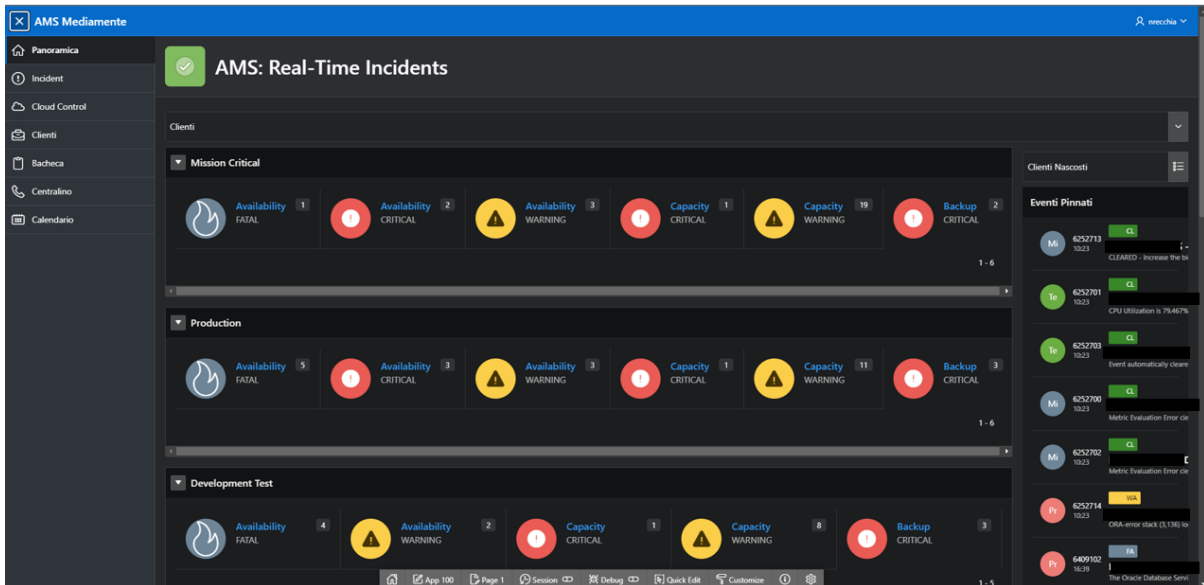 AMS Mediamente
nrecchia
Panoramica
Incident
Cloud Control
Clienti
Bacheca
Centralino
Calendario
AMS: Real-Time Incidents
Clienti
Mission Critical
Availability 1
FATAL
Availability 2
CRITICAL
Availability 3
WARNING
Capacity 1
CRITICAL
Capacity 19
WARNING
Backup 2
CRITICAL
1 - 6
Production
Availability 5
FATAL
Availability 3
CRITICAL
Availability 3
WARNING
Capacity 1
CRITICAL
Capacity 11
WARNING
Backup 3
CRITICAL
1 - 6
Development Test
Availability 4
FATAL
Availability 2
WARNING
Capacity 1
CRITICAL
Capacity 8
WARNING
Backup 3
CRITICAL
1 - 5
Clienti Nascosti
Eventi Pinnati
Mi 6252713 CL
10:23
CLEARED - Increase the
Te 6252701 CL
10:23
CPU Utilization is 79.467%
Te 6252703 CL
10:23
Event automatically cleare
Mi 6252700 CL
10:23
Metric Evaluation Error cle
Mi 6252702 CL
10:23
Metric Evaluation Error cle
Pr 6252714 WA
10:23
ORA-error stack (3,136) lo
Pr 6409102 FA
16:39
The Oracle Database Servi
App 100 Page 1 Session Debug Quick Edit Customize